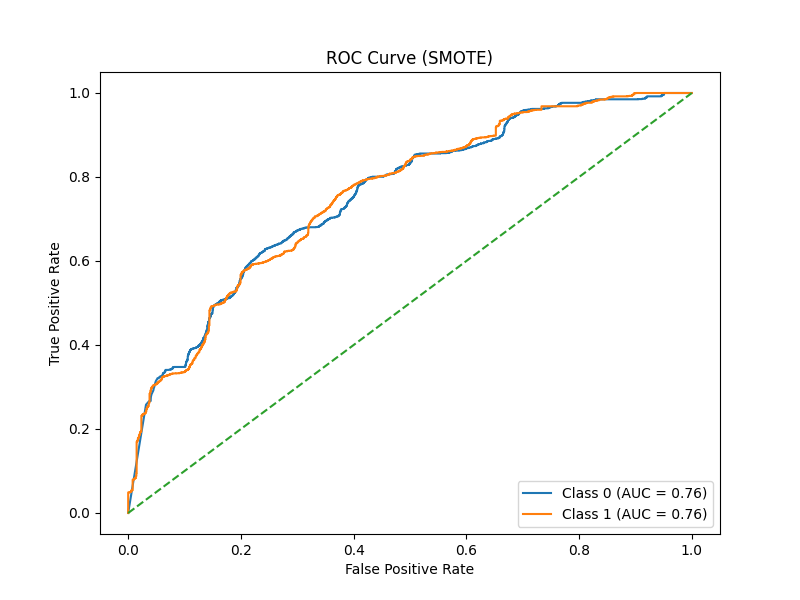 ROC Curve (SMOTE)
True Positive Rate
1.0
0.8
0.6
0.4
0.2
0.0
0.0 0.2 0.4 0.6 0.8 1.0
False Positive Rate
Class 0 (AUC = 0.76)
Class 1 (AUC = 0.76)